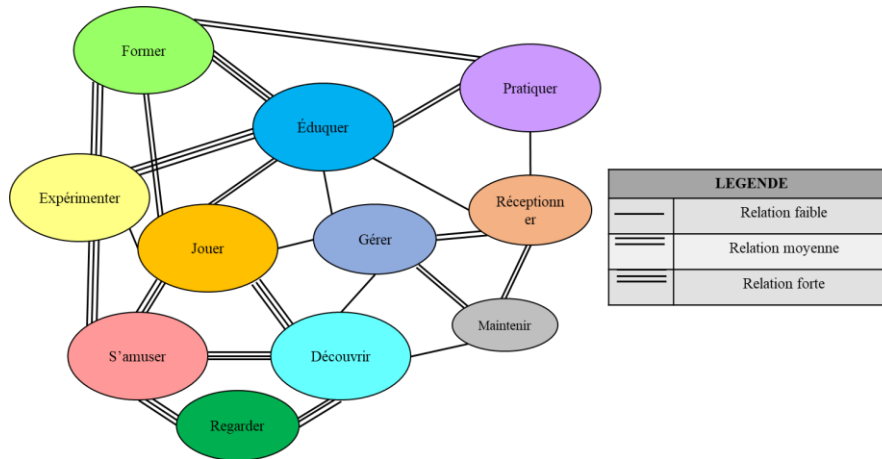 Former
Pratiquer
Éduquer
Expérimenter
Réceptionn
er
Jouer
Gérer
Maintenir
S'amuser
Découvrir
Regarder
LEGENDE
Relation faible
Relation moyenne
Relation forte